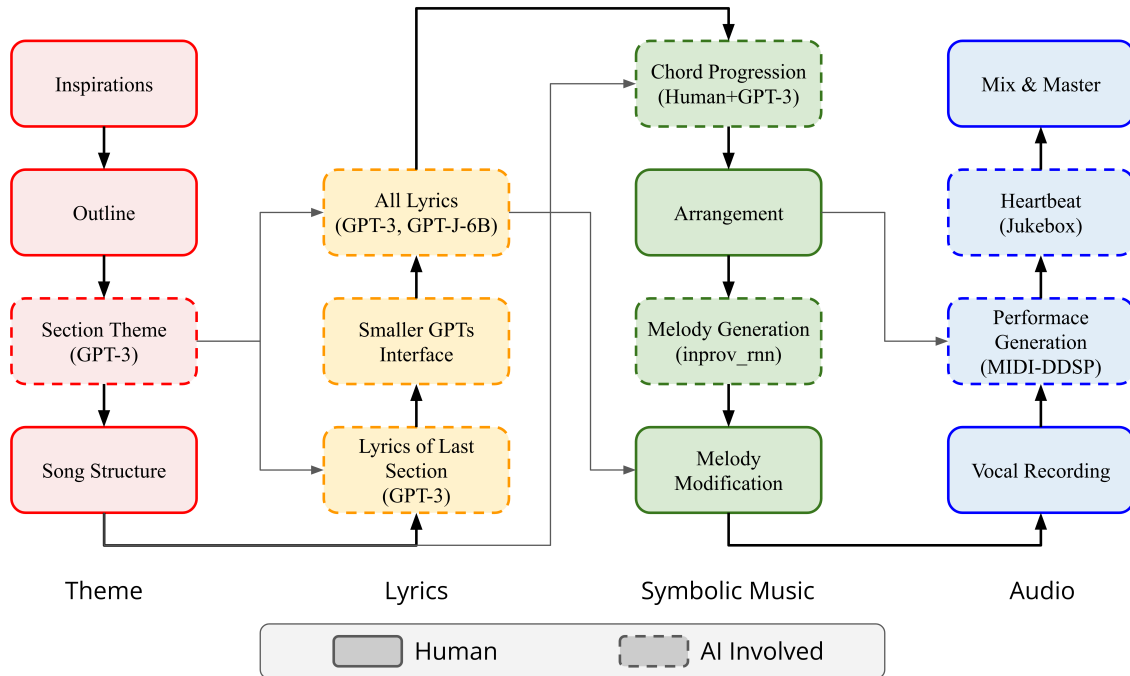 Inspirations
Outline
Section Theme
(GPT-3)
Song Structure
Theme
All Lyrics
(GPT-3, GPT-J-6B)
Smaller GPTs
Interface
Lyrics of Last
Section
(GPT-3)
Lyrics
Chord Progression
(Human+GPT-3)
Arrangement
Melody Generation
(inprov_rnn)
Melody
Modification
Symbolic Music
Mix & Master
Heartbeat
(Jukebox)
Performace
Generation
(MIDI-DDSP)
Vocal Recording
Audio
Human
AI Involved